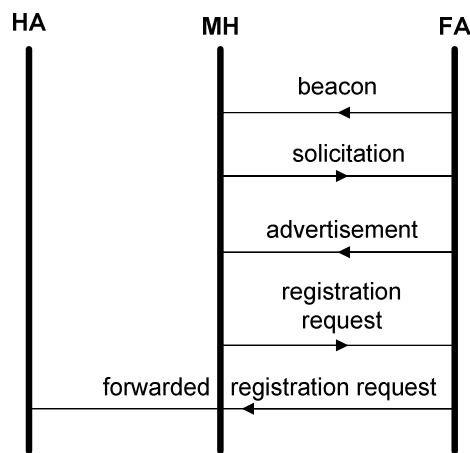 HA MH FA
beacon
solicitation
advertisement
registration
request
forwarded registration request